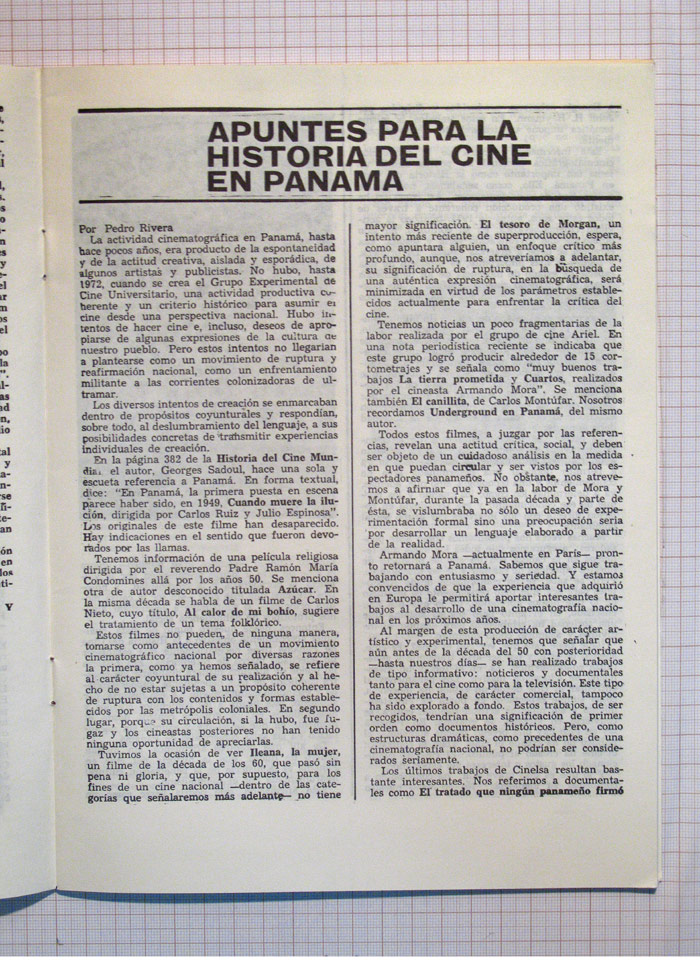 APUNTES PARA LA
HISTORIA DEL CINE
EN PANAMA
Por Pedro Rivera
La actividad cinematográfica en Panamá, hasta
hace pocos años, era producto de la espontaneidad
y de la actitud creativa, aislada y esporádica, de
algunos artistas y publicistas. No hubo, hasta
1972, cuando se crea el Grupo Experimental de
Cine Universitario, una actividad productiva co-
herente y un criterio histórico para asumir el
cine desde una perspectiva nacional. Hubo in-
tentos de hacer cine e, incluso, deseos de apro-
piarse de algunas expresiones de la cultura de
nuestro pueblo. Pero estos intentos no llegarían
a plantearse como un movimiento de ruptura y
reafirmación nacional, como un enfrentamiento
militante a las corrientes colonizadoras de ul-
tramar.
Los diversos intentos de creación se enmarcaban
dentro de propósitos coyunturales y respondían,
sobre todo, al deslumbramiento del lenguaje, a sus
posibilidades concretas de transmitir experiencias
individuales de creación.
En la página 382 de la Historia del Cine Mun-
dial el autor, Georges Sadoul, hace una sola y
escueta referencia a Panamá. En forma textual,
dice: "En Panamá, la primera puesta en escena
parece haber sido, en 1949, Cuando muere la ilu-
ción, dirigida por Carlos Ruiz y Julio Espinosa".
Los originales de este filme han desaparecido.
Hay indicaciones en el sentido que fueron devo-
rados por las llamas.
Tenemos información de una película religiosa
dirigida por el reverendo Padre Ramón María
Condomines allá por los años 50. Se menciona
otra de autor desconocido titulada Azúcar. En
la misma década se habla de un filme de Carlos
Nieto, cuyo título, Al calor de mi bohío, sugiere
el tratamiento de un tema folklórico.
Estos filmes no pueden, de ninguna manera,
tomarse como antecedentes de un movimiento
cinematográfico nacional por diversas razones
la primera, como ya hemos señalado, se refiere
al carácter coyuntural de su realización y al he-
cho de no estar sujetas a un propósito coherente
de ruptura con los contenidos y formas estable-
cidos por las metrópolis coloniales. En segundo
lugar, porque su circulación, si la hubo, fue fu-
gaz y los cineastas posteriores no han tenido
ninguna oportunidad de apreciarlas.
Tuvimos la ocasión de ver Ileana, la mujer,
un filme de la década de los 60, que pasó sin
pena ni gloria, y que, por supuesto, para los
fines de un cine nacional —dentro de las cate-
gorías que señalaremos más adelante— no tiene
mayor significación. El tesoro de Morgan, un
intento más reciente de superproducción, espera,
como apuntara alguien, un enfoque crítico más
profundo, aunque, nos atreveríamos a adelantar,
su significación de ruptura, en la búsqueda de
una auténtica expresión cinematográfica, será
minimizada en virtud de los parámetros estable-
cidos actualmente para enfrentar la crítica del
cine.
Tenemos noticias un poco fragmentarias de la
labor realizada por el grupo de cine Ariel. En
una nota periodística reciente se indicaba que
este grupo logró producir alrededor de 15 cor-
tometrajes y se señala como "muy buenos tra-
bajos La tierra prometida y Cuartos, realizados
por el cineasta Armando Mora". Se menciona
también El canillita, de Carlos Montúfar. Nosotros
recordamos Underground en Panamá, del mismo
autor.
Todos estos filmes, a juzgar por las referen-
cias, revelan una actitud crítica, social, y deben
ser objeto de un cuidadoso análisis en la medida
en que puedan circular y ser vistos por los es-
pectadores panameños. No obstante, nos atreve-
mos a afirmar que ya en la labor de Mora y
Montúfar, durante la pasada década y parte de
ésta, se vislumbraba no sólo un deseo de expe-
rimentación formal sino una preocupación seria
por desarrollar un lenguaje elaborado a partir
de la realidad.
Armando Mora —actualmente en París— pron-
to retornará a Panamá. Sabemos que sigue tra-
bajando con entusiasmo y seriedad. Y estamos
convencidos de que la experiencia que adquirió
en Europa le permitirá aportar interesantes tra-
bajos al desarrollo de una cinematografía nacio-
nal en los próximos años.
Al margen de esta producción de carácter ar-
tístico y experimental, tenemos que señalar que
aún antes de la década del 50 con posterioridad
—hasta nuestros días— se han realizado trabajos
de tipo informativo: noticieros y documentales
tanto para el cine como para la televisión. Este tipo
de experiencia, de carácter comercial, tampoco
ha sido explorado a fondo. Estos trabajos, de ser
recogidos, tendrían una significación de primer
orden como documentos históricos. Pero, como
estructuras dramáticas, como precedentes de una
cinematografía nacional, no podrían ser conside-
rados seriamente.
Los últimos trabajos de Cinelsa resultan bas-
tante interesantes. Nos referimos a documenta-
les como El tratado que ningún panameño firmó